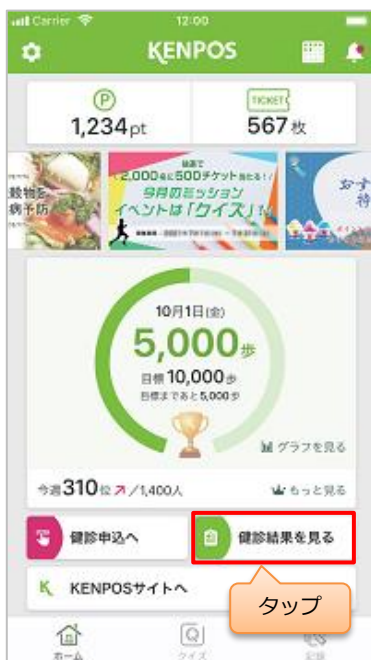 Carrier 12:00
KENPOS
P TICKET
1,234pt 567枚
穀物を
病予防
抽選で
2,000名に500チケット当たる!
今月のミッション
イベントは「クイズ」!
おす
待
10月1日(金)
5,000歩
目標10,000歩
目標まであと5,000歩
グラフを見る
今週310位/1,400人 もっと見る
健診申込へ 健診結果を見る
K KENPOSサイトへ
タップ
ホーム クイズ 記録